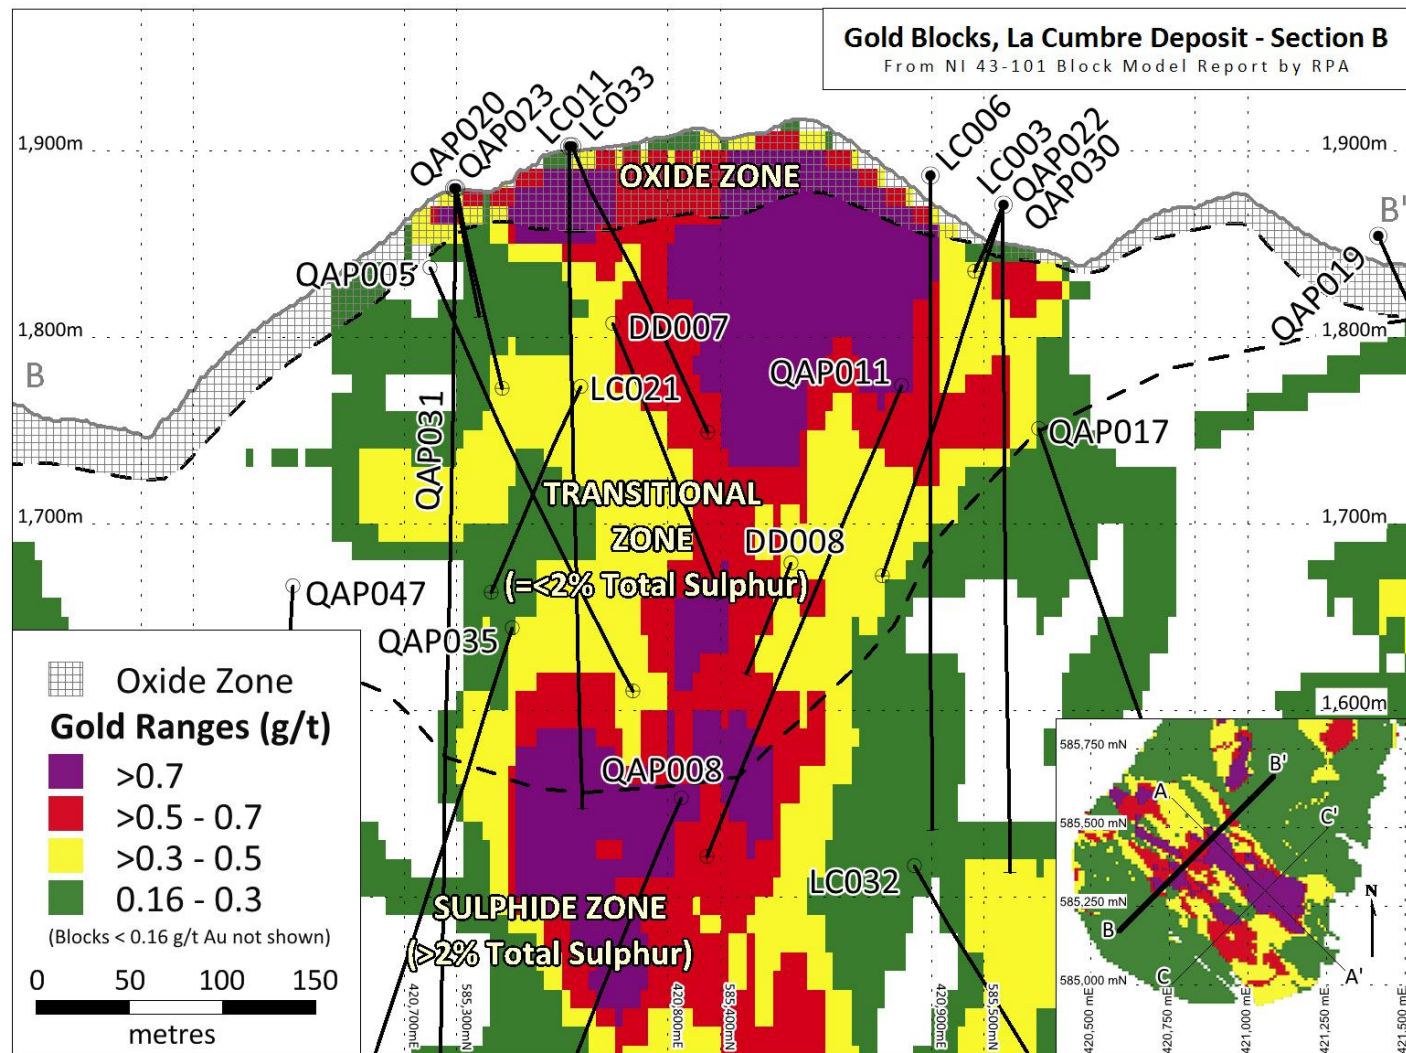 Gold Blocks, La Cumbre Deposit - Section B
From NI 43-101 Block Model Report by RPA
QAP020
QAP023
LC011
LC033
LC006
LC003
QAP022
QAP030
1,900m
1,900m
OXIDE ZONE
B'
QAP005
QAP019
DD007
1,800m
1,800m
B
LC021
QAP011
QAP031
QAP017
TRANSITIONAL
ZONE
(=<2% Total Sulphur)
1,700m
1,700m
DD008
QAP047
QAP035
1,600m
QAP008
LC032
SULPHIDE ZONE
(>2% Total Sulphur)
Oxide Zone
Gold Ranges (g/t)
>0.7
>0.5 - 0.7
>0.3 - 0.5
0.16 - 0.3
(Blocks < 0.16 g/t Au not shown)
0 50 100 150
metres
420,700mE
585,300mN
420,800mE
585,400mN
420,900mE
585,500mN
585,750 mN
585,500 mN
585,250 mN
585,000 mN
B'
A
C'
B
C
A'
N
420,500 mE
420,750 mE
421,000 mE
421,250 mE
421,500